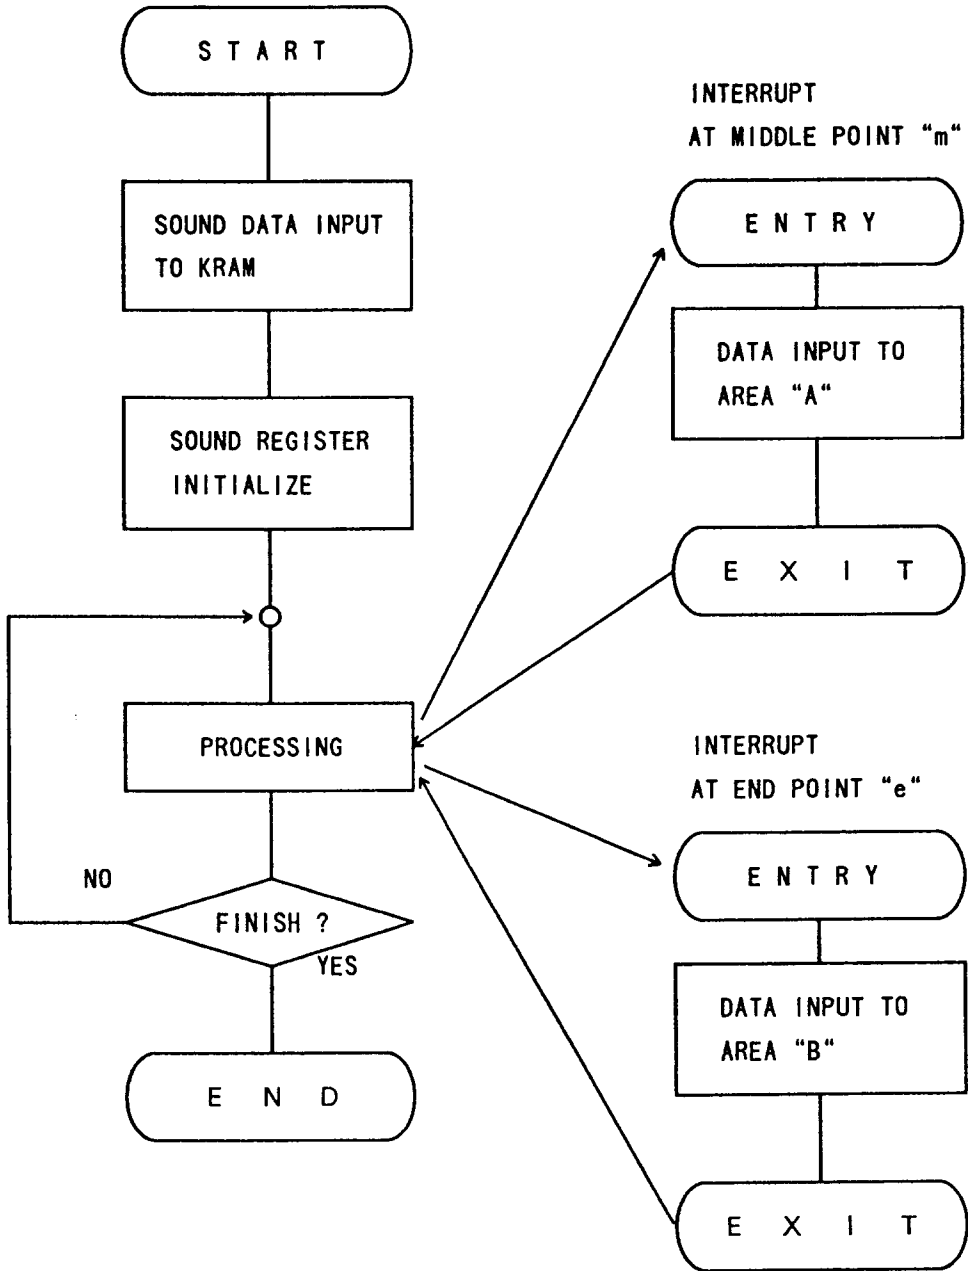 START
SOUND DATA INPUT
TO KRAM
SOUND REGISTER
INITIALIZE
PROCESSING
NO
FINISH ?
YES
END
INTERRUPT
AT MIDDLE POINT “m“
ENTRY
DATA INPUT TO
AREA “A“
EXIT
INTERRUPT
AT END POINT “e“
ENTRY
DATA INPUT TO
AREA “B“
EXIT